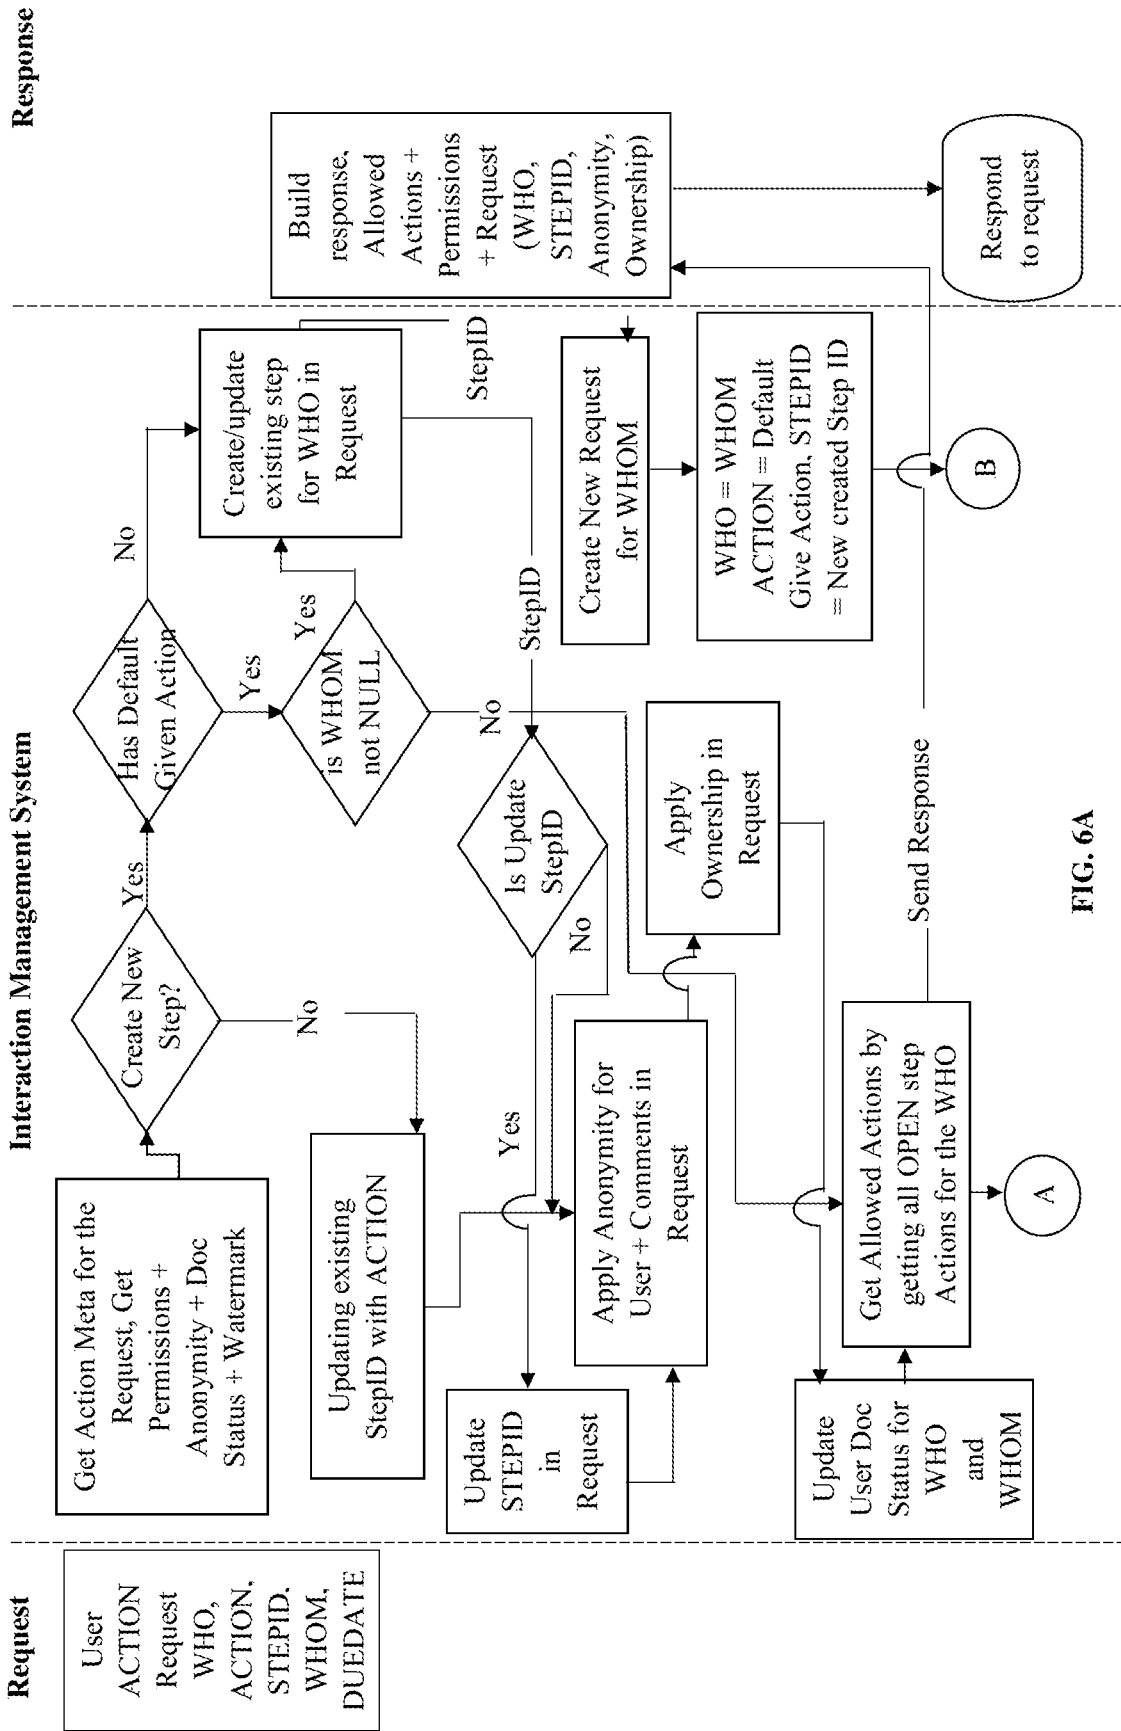 Request
Interaction Management System
Response
User
ACTION
Request
WHO,
ACTION,
STEPID.
WHOM,
DUEDATE
Get Action Meta for the
Request, Get
Permissions +
Anonymity + Doc
Status + Watermark
Create New
Step?
Yes
No
Has Default
Given Action
No
Yes
is WHOM
not NULL
Yes
No
Create/update
existing step
for WHO in
Request
StepID
StepID
Updating existing
StepID with ACTION
Is Update
StepID
Yes
No
Update
STEPID
in
Request
Apply Anonymity for
User + Comments in
Request
Apply
Ownership in
Request
Create New Request
for WHOM
WHO = WHOM
ACTION = Default
Give Action, STEPID
= New created Step ID
B
Update
User Doc
Status for
WHO
and
WHOM
Get Allowed Actions by
getting all OPEN step
Actions for the WHO
A
Send Response
Build
response,
Allowed
Actions +
Permissions
+ Request
(WHO,
STEPID,
Anonymity,
Ownership)
Respond
to request
FIG. 6A